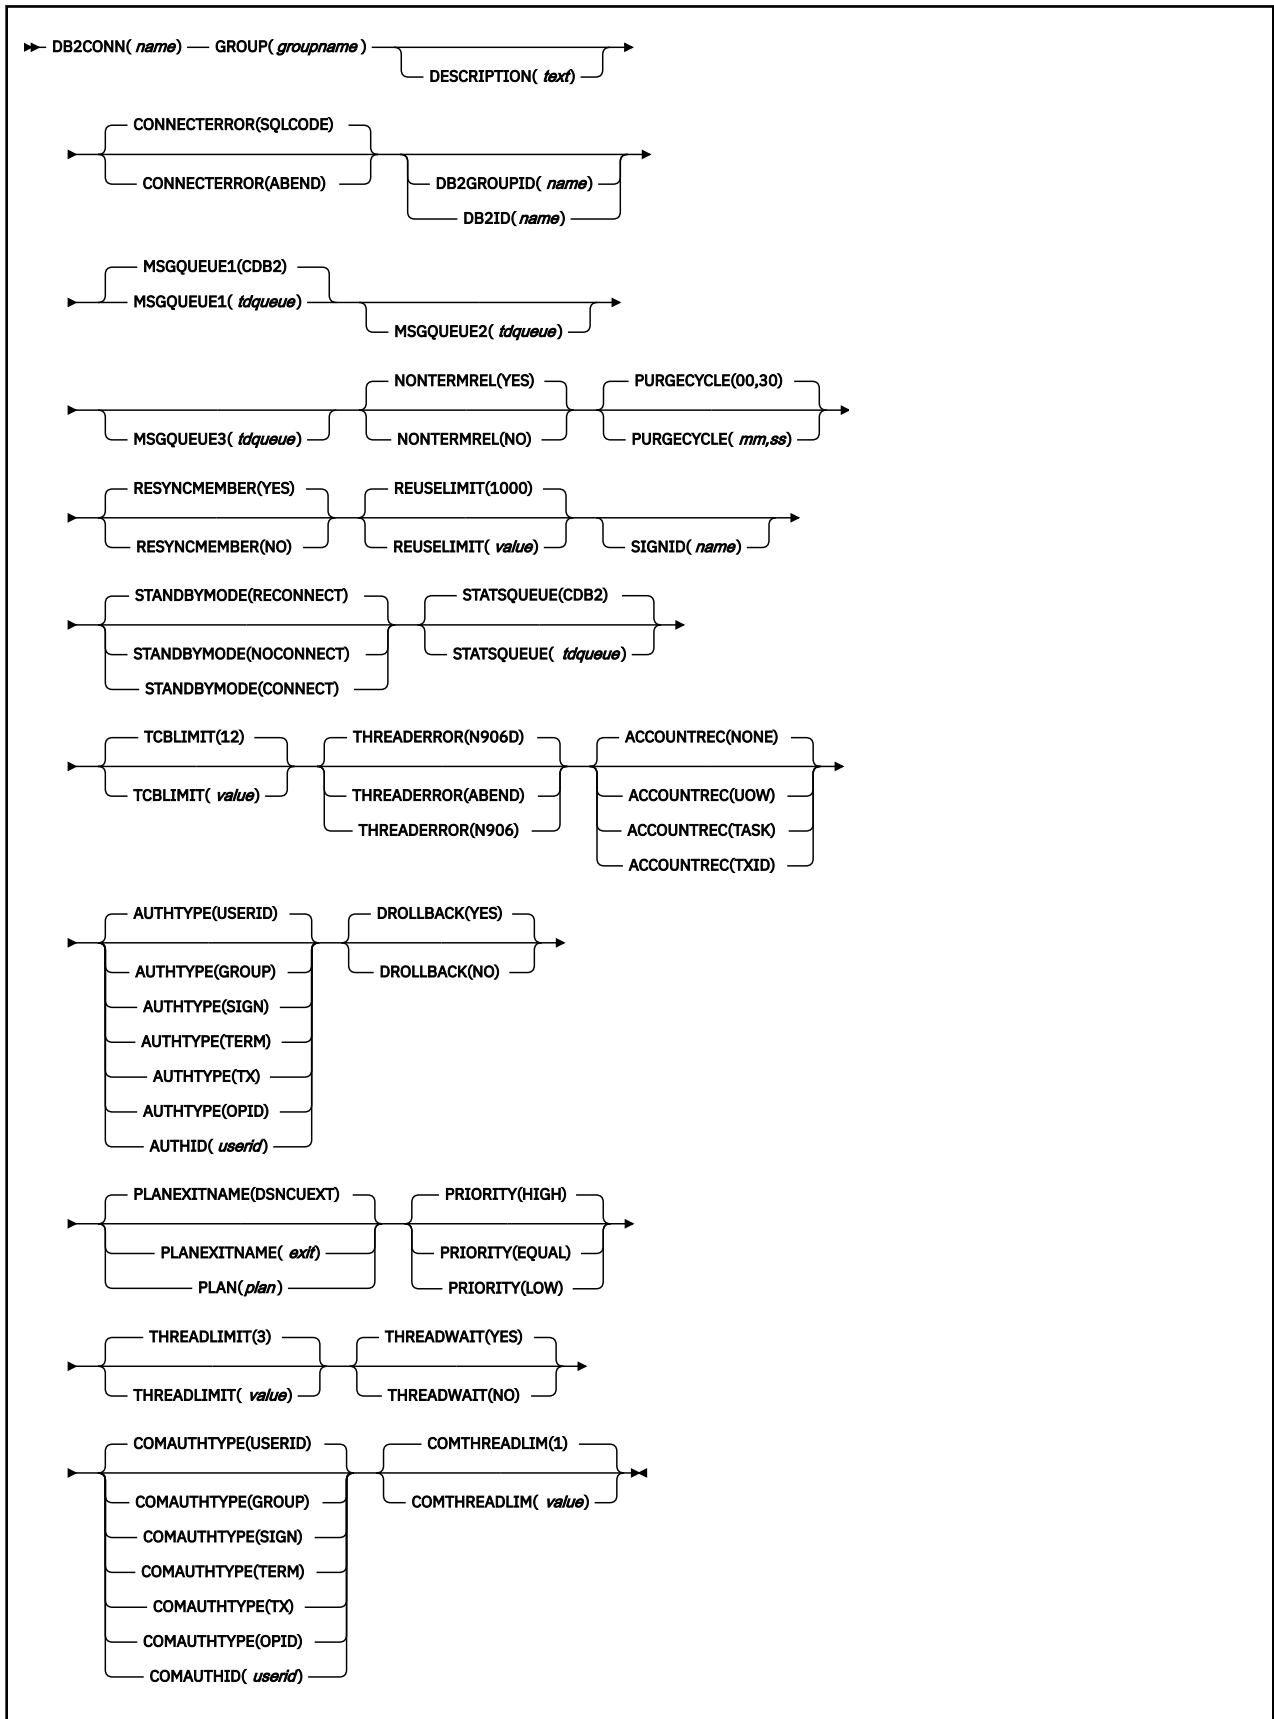 DB2CONN( name) GROUP( groupname )
DESCRIPTION( text)
CONNECTERROR(SQLCODE)
CONNECTERROR(ABEND)
DB2GROUPID( name)
DB2ID( name)
MSGQUEUE1(CDB2)
MSGQUEUE1( tdqueue)
MSGQUEUE2( tdqueue)
NONTERMREL(YES) PURGECYCLE(00,30)
MSGQUEUE3( tdqueue) NONTERMREL(NO) PURGECYCLE( mm,ss)
RESYNCMEMBER(YES) REUSELIMIT(1000)
RESYNCMEMBER(NO) REUSELIMIT( value) SIGNID( name)
STANDBYMODE(RECONNECT) STATSQUEUE(CDB2)
STANDBYMODE(NOCONNECT) STATSQUEUE( tdqueue)
STANDBYMODE(CONNECT)
TCBLIMIT(12) THREADERROR(N906D) ACCOUNTREC(NONE)
TCBLIMIT( value) THREADERROR(ABEND) ACCOUNTREC(UOW)
THREADERROR(N906) ACCOUNTREC(TASK)
ACCOUNTREC(TXID)
AUTHTYPE(USERID) DROLLBACK(YES)
AUTHTYPE(GROUP) DROLLBACK(NO)
AUTHTYPE(SIGN)
AUTHTYPE(TERM)
AUTHTYPE(TX)
AUTHTYPE(OPID)
AUTHID( userid)
PLANEXITNAME(DSNCUEXT) PRIORITY(HIGH)
PLANEXITNAME( exit) PRIORITY(EQUAL)
PLAN( plan ) PRIORITY(LOW)
THREADLIMIT(3) THREADWAIT(YES)
THREADLIMIT( value) THREADWAIT(NO)
COMAUTHTYPE(USERID) COMTHREADLIM(1)
COMAUTHTYPE(GROUP) COMTHREADLIM( value)
COMAUTHTYPE(SIGN)
COMAUTHTYPE(TERM)
COMAUTHTYPE(TX)
COMAUTHTYPE(OPID)
COMAUTHID( userid)